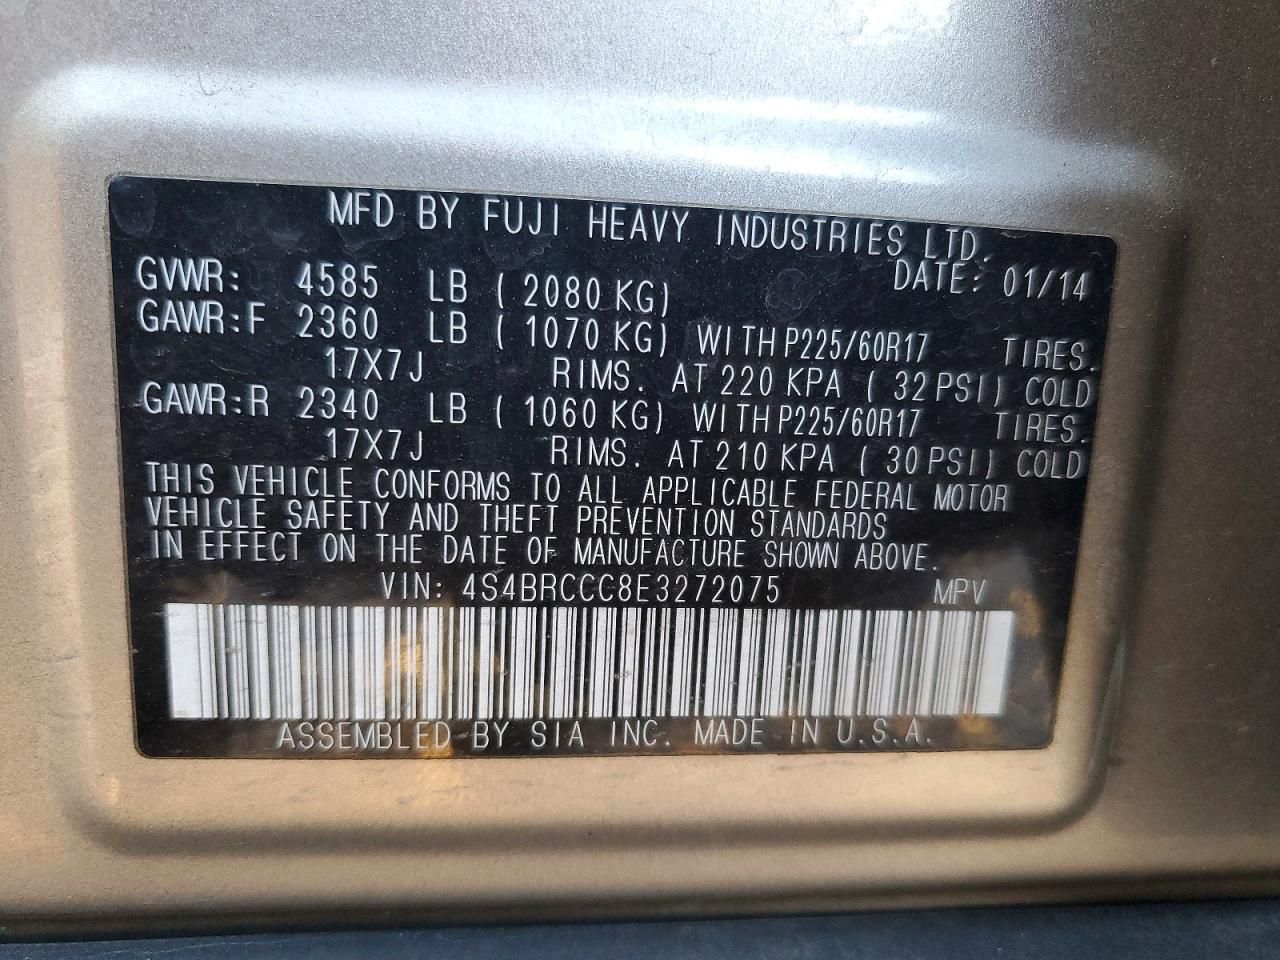 MFD BY FUJI HEAVY INDUSTRIES LTD.
DATE: 01/14
GVWR: 4585 LB (2080 KG)
GAWR:F 2360 LB (1070 KG) WITH P225/60R17 TIRES.
17X7J RIMS. AT 220 KPA (32 PSI) COLD
GAWR:R 2340 LB (1060 KG) WITH P225/60R17 TIRES.
17X7J RIMS. AT 210 KPA (30 PSI) COLD
THIS VEHICLE CONFORMS TO ALL APPLICABLE FEDERAL MOTOR
VEHICLE SAFETY AND THEFT PREVENTION STANDARDS
IN EFFECT ON THE DATE OF MANUFACTURE SHOWN ABOVE.
VIN: 4S4BRCCC8E3272075 MPV
ASSEMBLED BY SIA INC. MADE IN U.S.A.